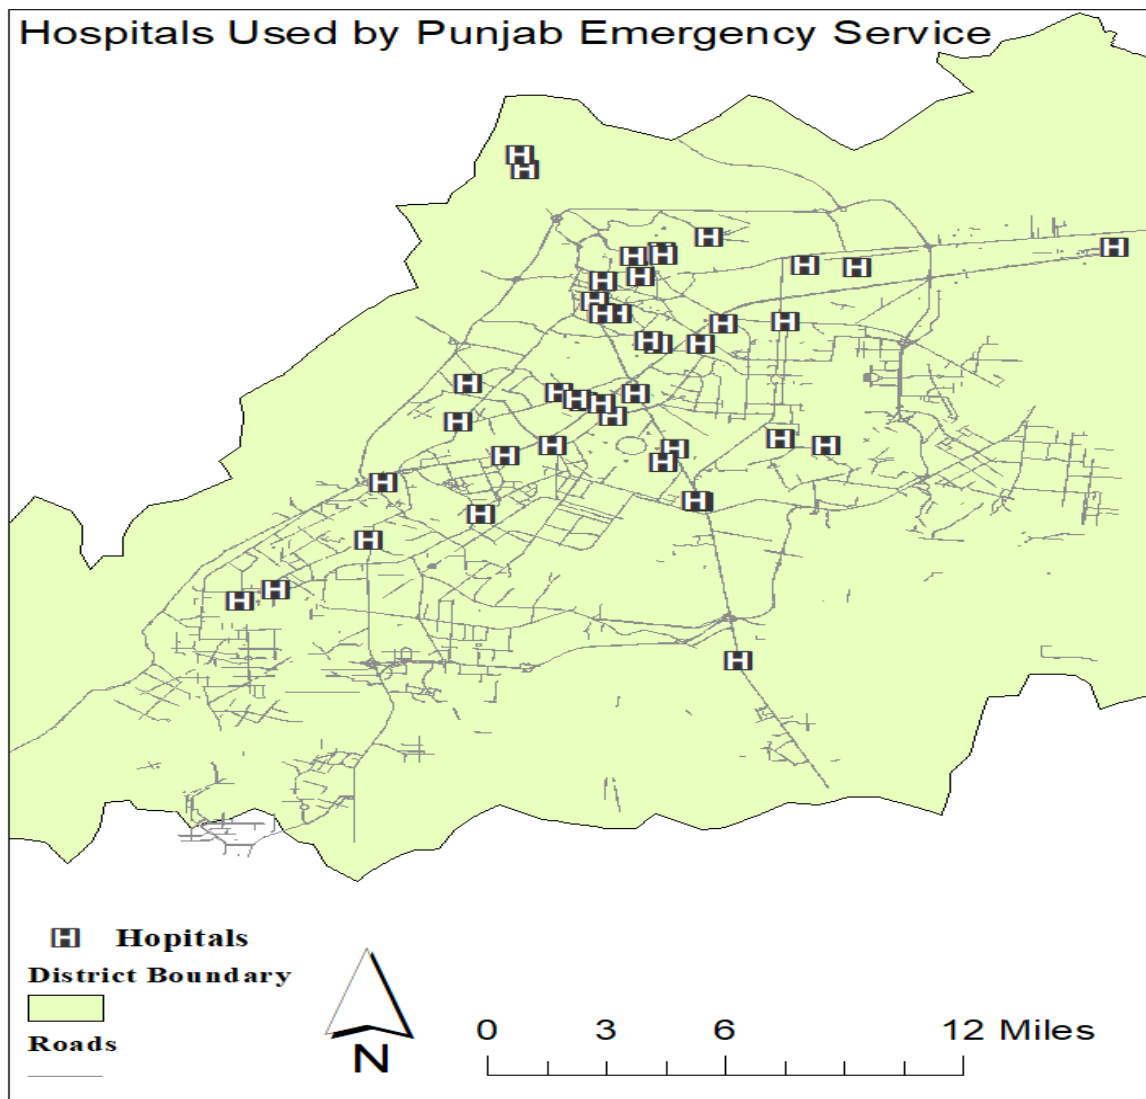 Hospitals Used by Punjab Emergency Service
H Hopitals
District Boundary
Roads
N
0 3 6 12 Miles